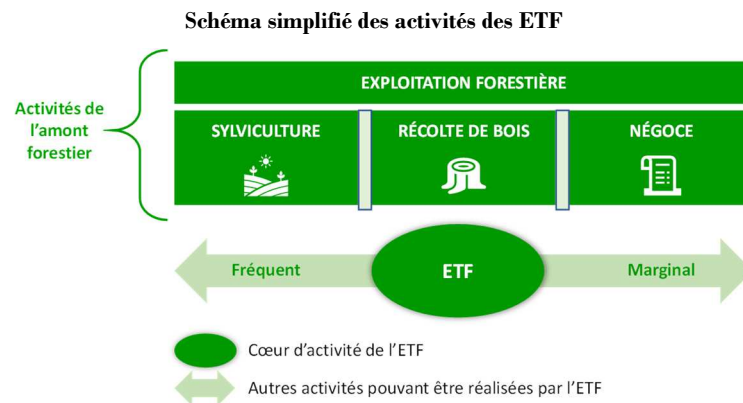 Schéma simplifié des activités des ETF
EXPLOITATION FORESTIÈRE
Activités de
l'amont
forestier
SYLVICULTURE
RÉCOLTE DE BOIS
NÉGOCE
Fréquent
ETF
Marginal
Cœur d'activité de l'ETF
Autres activités pouvant être réalisées par l'ETF